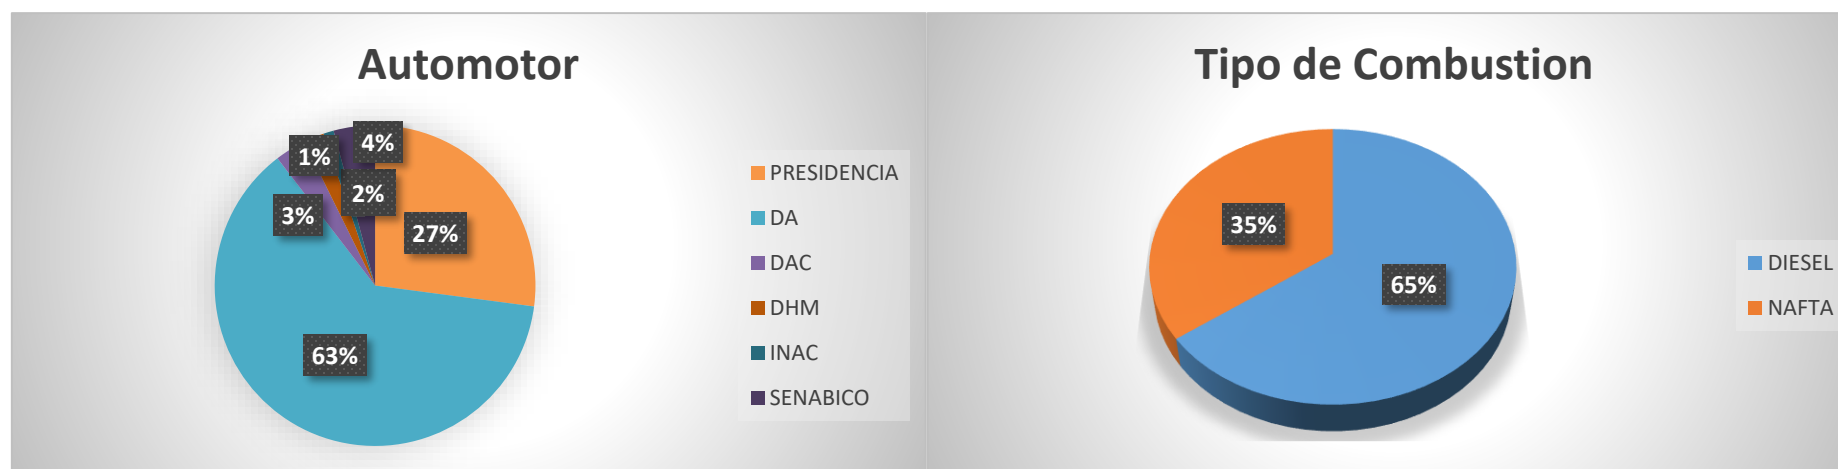 Automotor
4%
1%
2%
3%
27%
63%
PRESIDENCIA
DA
DAC
DHM
INAC
SENABICO
Tipo de Combustion
35%
65%
DIESEL
NAFTA